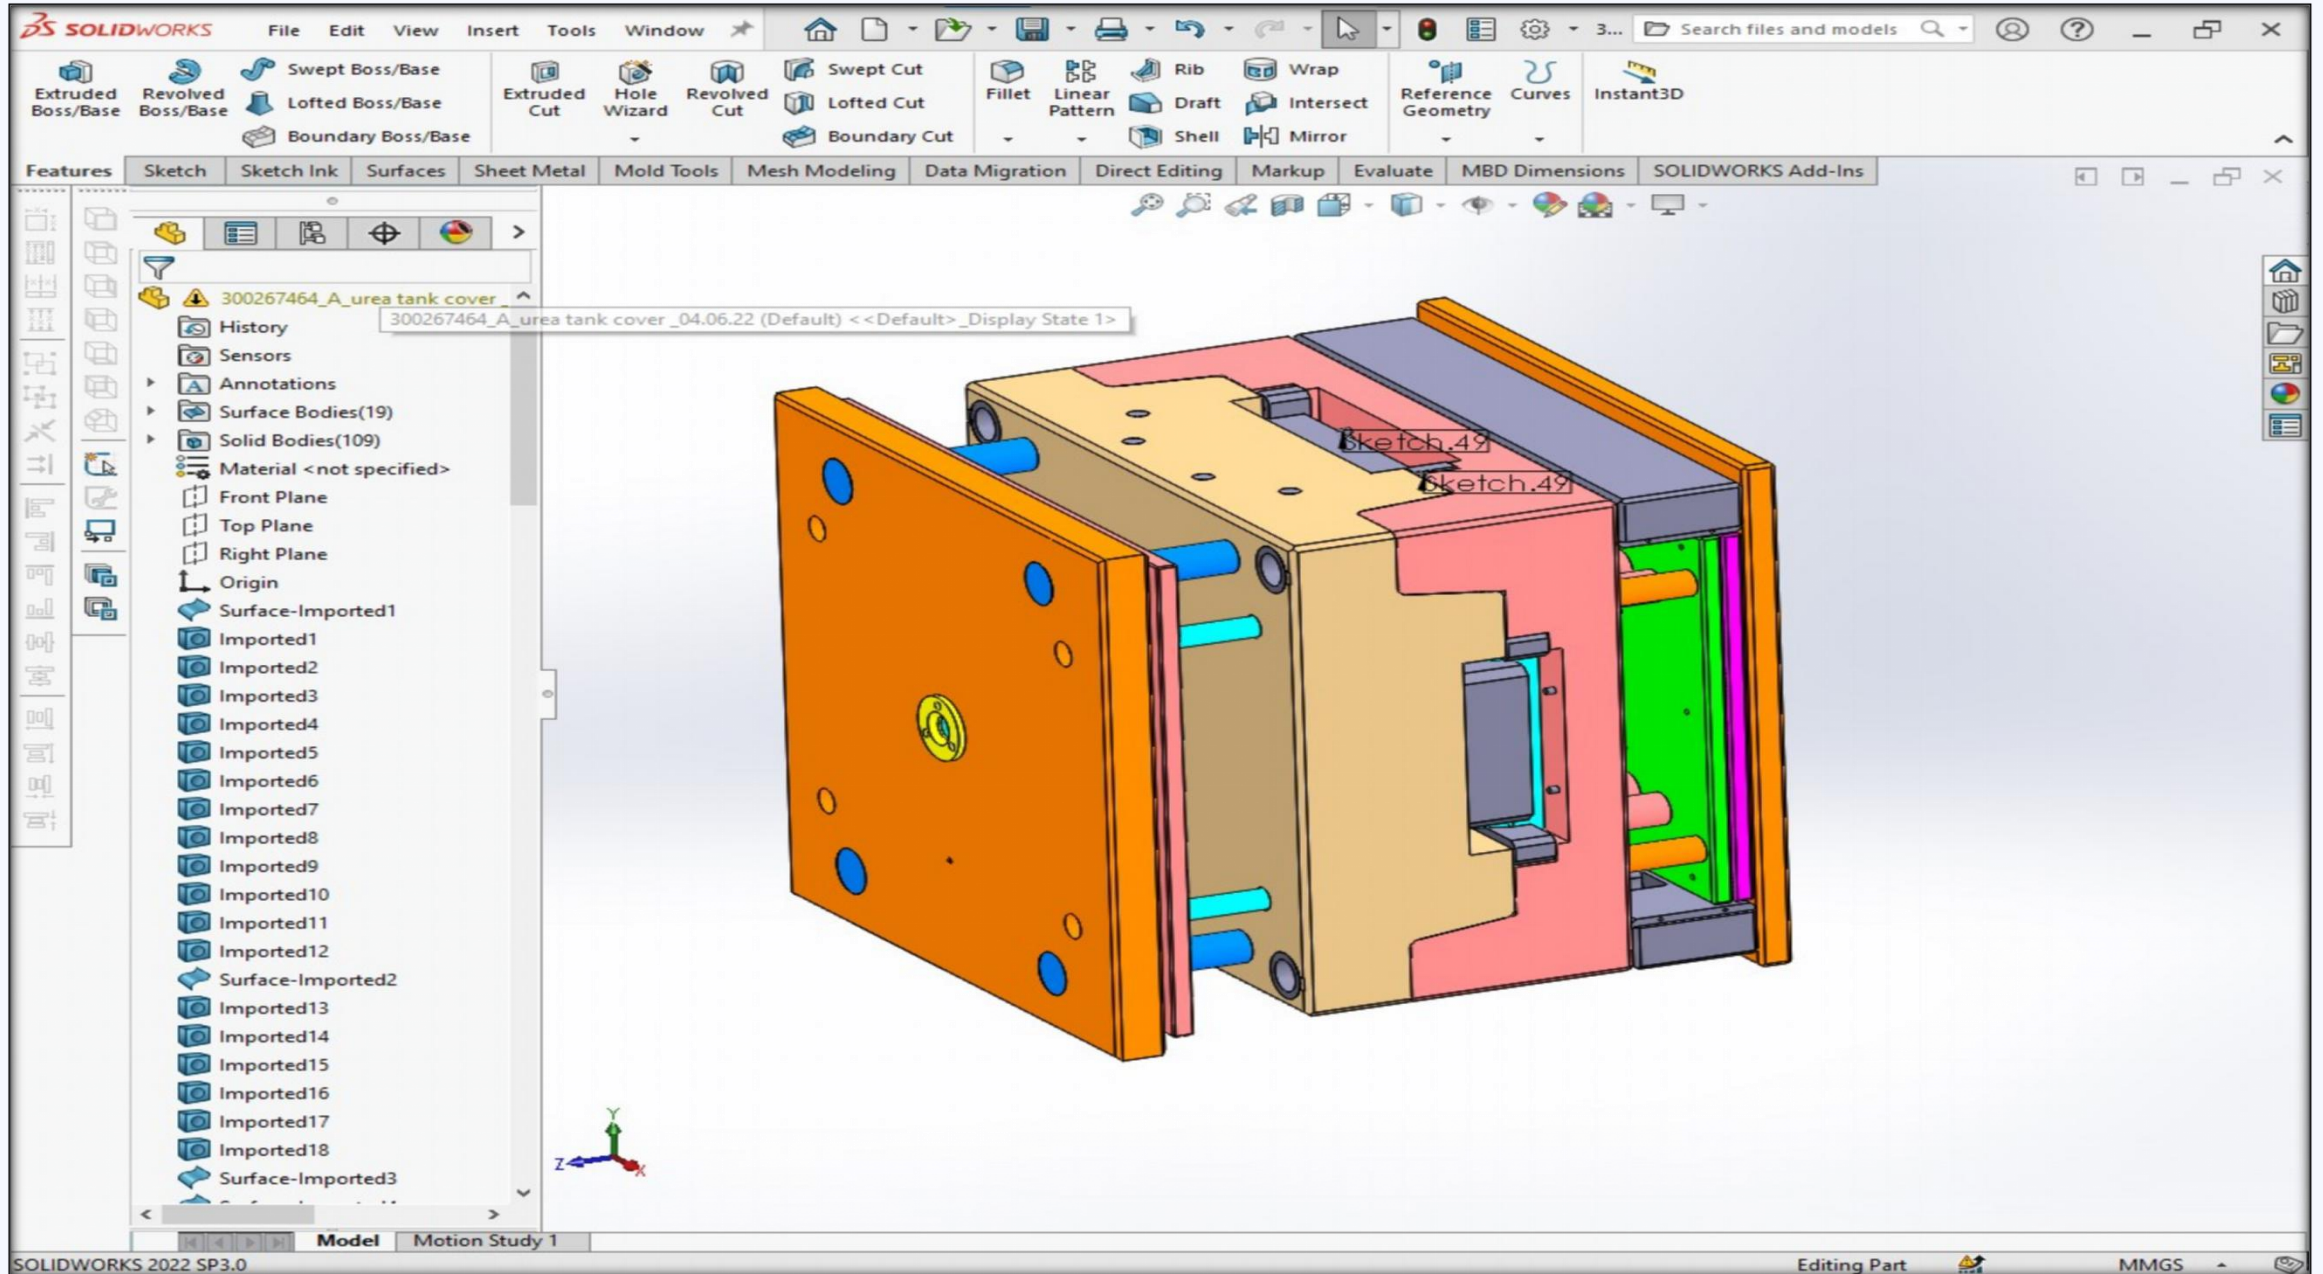 SOLIDWORKS File Edit View Insert Tools Window 3... Search files and models
Extruded Boss/Base
Revolved Boss/Base
Swept Boss/Base
Lofted Boss/Base
Boundary Boss/Base
Extruded Cut
Hole Wizard
Revolved Cut
Swept Cut
Lofted Cut
Boundary Cut
Fillet
Linear Pattern
Rib
Draft
Shell
Wrap
Intersect
Mirror
Reference Geometry
Curves
Instant3D
Features Sketch Sketch Ink Surfaces Sheet Metal Mold Tools Mesh Modeling Data Migration Direct Editing Markup Evaluate MBD Dimensions SOLIDWORKS Add-Ins
300267464_A_urea tank cover _
300267464_A_urea tank cover _04.06.22 (Default) <<Default>_Display State 1>
History
Sensors
Annotations
Surface Bodies(19)
Solid Bodies(109)
Material <not specified>
Front Plane
Top Plane
Right Plane
Origin
Surface-Imported1
Imported1
Imported2
Imported3
Imported4
Imported5
Imported6
Imported7
Imported8
Imported9
Imported10
Imported11
Imported12
Surface-Imported2
Imported13
Imported14
Imported15
Imported16
Imported17
Imported18
Surface-Imported3
Sketch.49
Sketch.49
Y
Z
X
Model Motion Study 1
SOLIDWORKS 2022 SP3.0 Editing Part MMGS